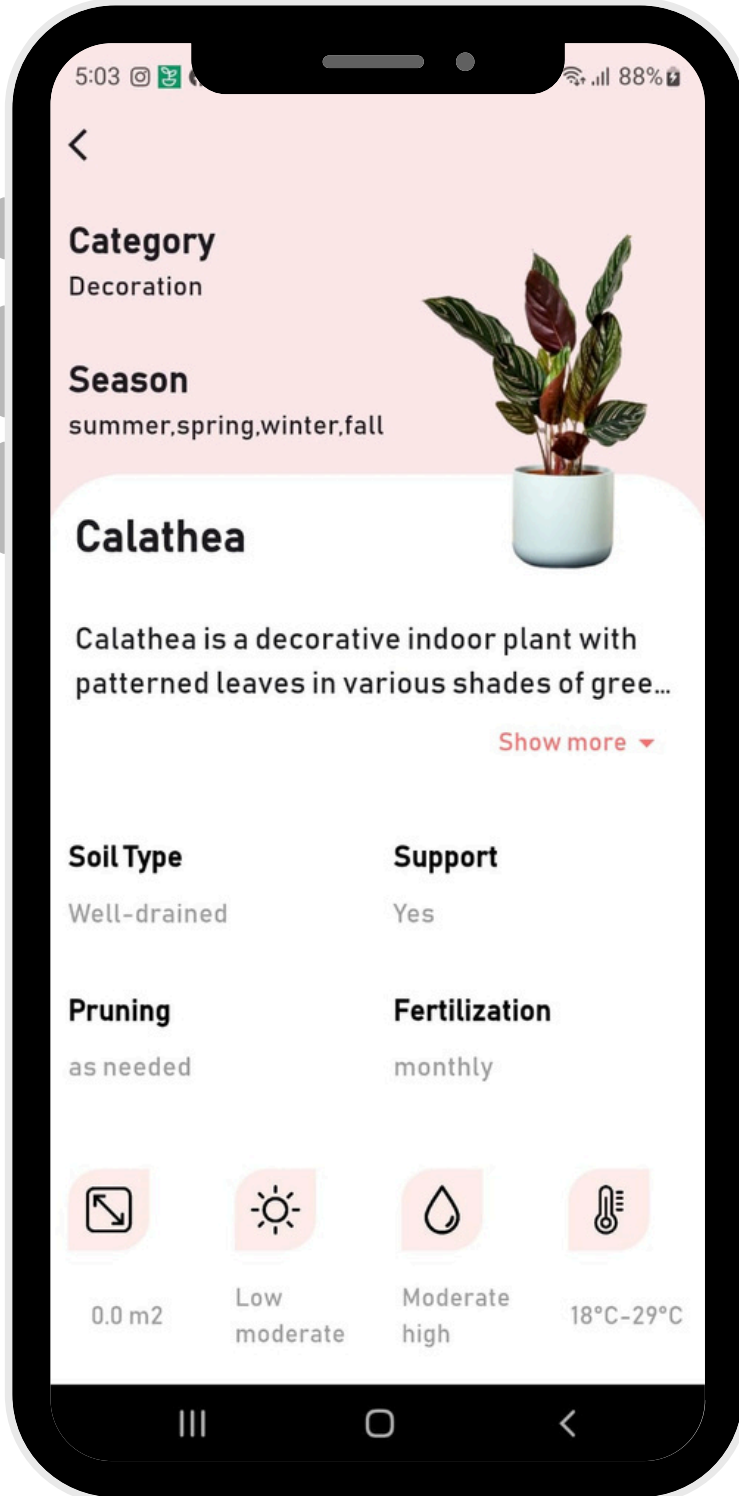 5:03
88%
Category
Decoration
Season
summer,spring,winter,fall
Calathea
Calathea is a decorative indoor plant with
patterned leaves in various shades of gree...
Show more
Soil Type
Support
Well-drained
Yes
Pruning
Fertilization
as needed
monthly
0.0 m2
Low
moderate
Moderate
high
18°C-29°C